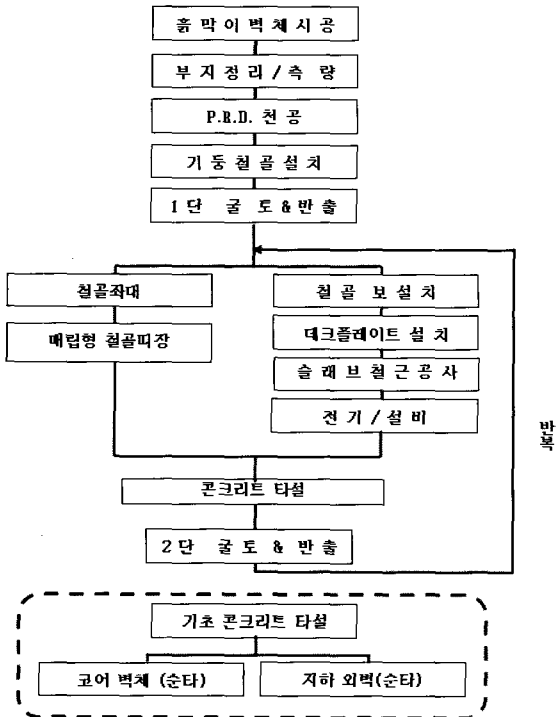 흙막이벽체시공
부지정리/측량
P.R.D. 천공
기둥철골설치
1단 굴토&반출
철골좌대
매립형 철골띠장
철골 보설치
데크플레이트 설치
슬래브철근공사
전기/설비
콘크리트 타설
2단 굴토 & 반출
반복
기초 콘크리트 타설
코어 벽체 (순타)
지하 외벽(순타)